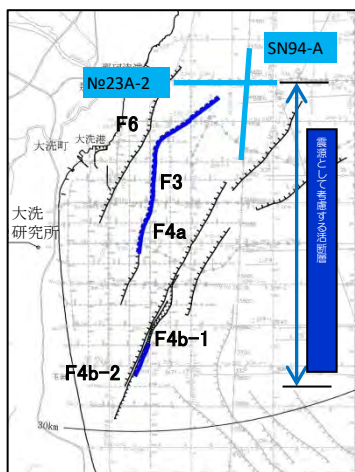 SN94-A
№23A-2
F6
大洗港
大洗町
F3
大洗
研究所
F4a
震源として考慮する活断層
F4b-1
F4b-2
30km